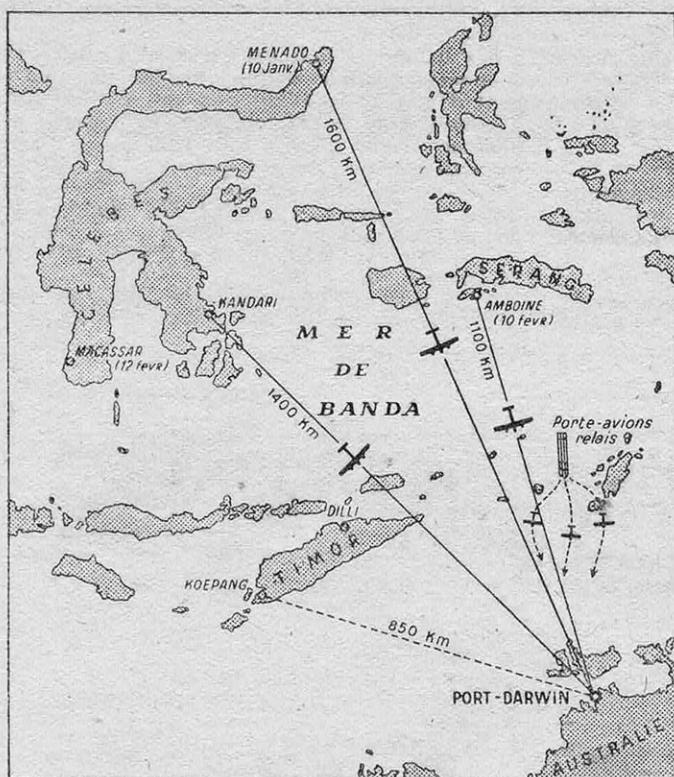 MENADO
(10 Janv.)
1600 Km
CELEBES
SERANG
AMBOINE
(10 fevr)
KANDARI
MACASSAR
(12 fevr)
MER
DE
BANDA
1100 Km
1400 Km
Porte-avions
relais
DILLI
TIMOR
KOEPANG
850 Km
PORT-DARWIN
AUSTRALIE